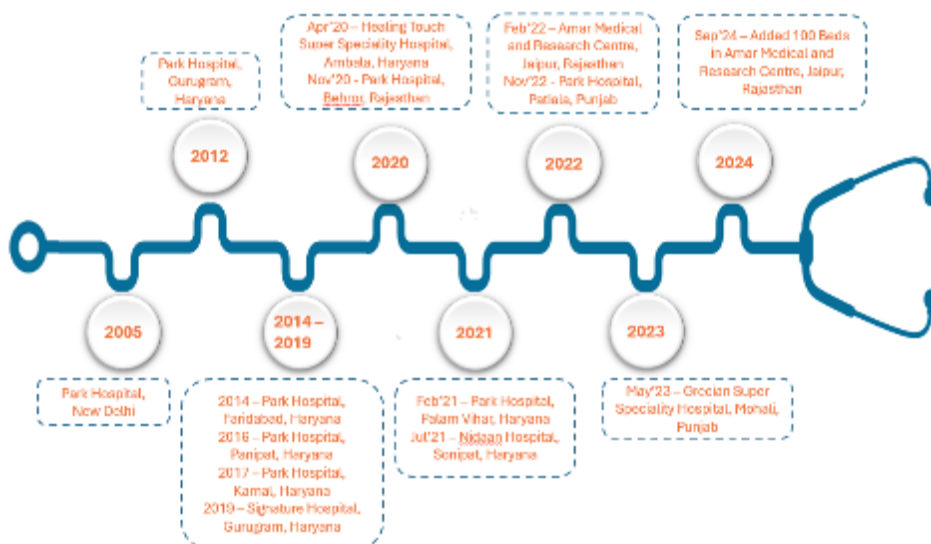 Park Hospital,
Gurugram,
Haryana
Apr'20 – Healing Touch
Super Speciality Hospital,
Ambala, Haryana
Nov'20 - Park Hospital,
Behror, Rajasthan
Feb'22 – Amar Medical
and Research Centre,
Jaipur, Rajasthan
Nov'22 - Park Hospital,
Patiala, Punjab
Sep'24 – Added 100 Beds
in Amar Medical and
Research Centre, Jaipur,
Rajasthan
2012
2020
2022
2024
2005
2014 –
2019
2021
2023
Park Hospital,
New Delhi
2014 – Park Hospital,
Faridabad, Haryana
2016 – Park Hospital,
Panipat, Haryana
2017 – Park Hospital,
Karnal, Haryana
2019 – Signature Hospital,
Gurugram, Haryana
Feb'21 – Park Hospital,
Palam Vihar, Haryana
Jul'21 – Nidaan Hospital,
Sonipat, Haryana
May'23 – Grecian Super
Speciality Hospital, Mohali,
Punjab